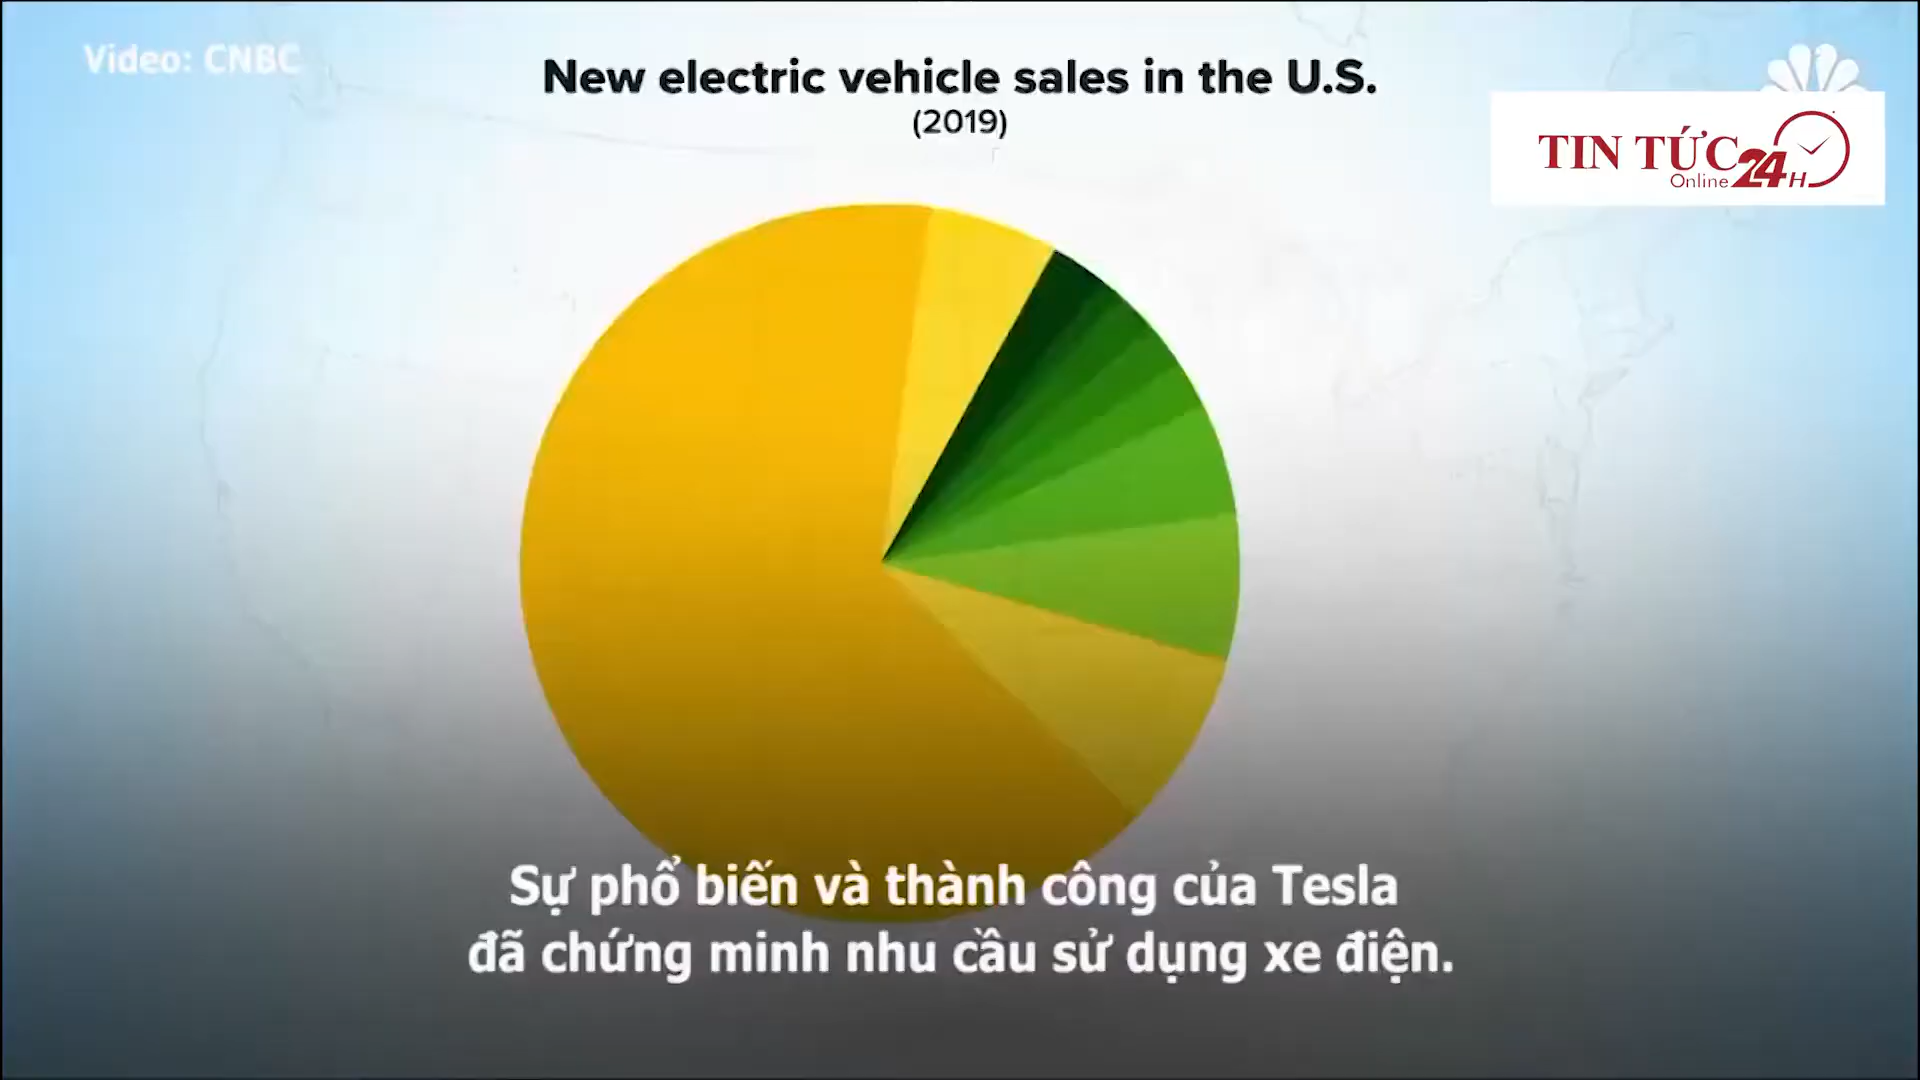 Video: CNBC
New electric vehicle sales in the U.S.
(2019)
TIN TỨC
Online 24H
Sự phổ biến và thành công của Tesla
đã chứng minh nhu cầu sử dụng xe điện.